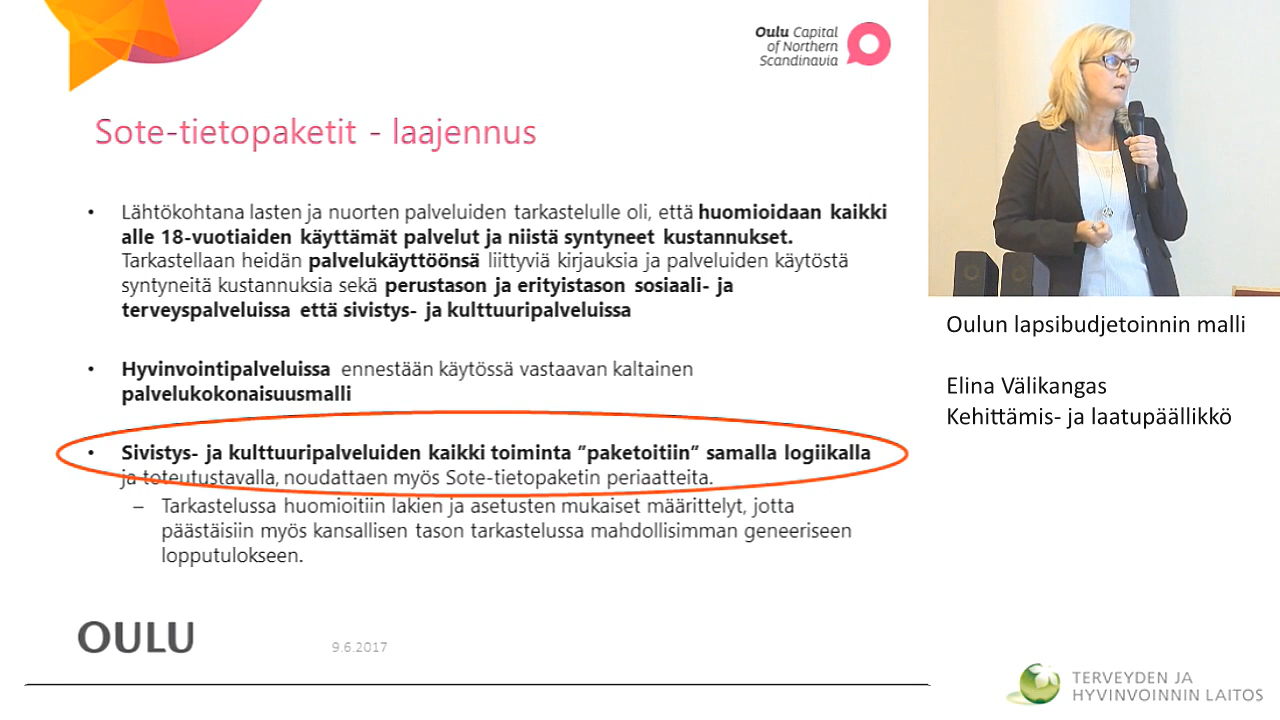 Oulu Capital
of Northern
Scandinavia
Sote-tietopaketit - laajennus
• Lähtökohtana lasten ja nuorten palveluiden tarkastelulle oli, että huomioidaan kaikki
alle 18-vuotiaiden käyttämät palvelut ja niistä syntyneet kustannukset.
Tarkastellaan heidän palvelukäyttöönsä liittyviä kirjauksia ja palveluiden käytöstä
syntyneitä kustannuksia sekä perustason ja erityistason sosiaali- ja
terveyspalveluissa että sivistys- ja kulttuuripalveluissa
• Hyvinvointipalveluissa ennestään käytössä vastaavan kaltainen
palvelukokonaisuusmalli
• Sivistys- ja kulttuuripalveluiden kaikki toiminta ”paketoitiin” samalla logiikalla
ja toteutustavalla, noudattaen myös Sote-tietopaketin periaatteita.
– Tarkastelussa huomioitiin lakien ja asetusten mukaiset määrittelyt, jotta
päästäisiin myös kansallisen tason tarkastelussa mahdollisimman geneeriseen
lopputulokseen.
OULU
9.6.2017
Oulun lapsibudjetoinnin malli
Elina Välikangas
Kehittämis- ja laatupäällikkö
TERVEYDEN JA
HYVINVOINNIN LAITOS